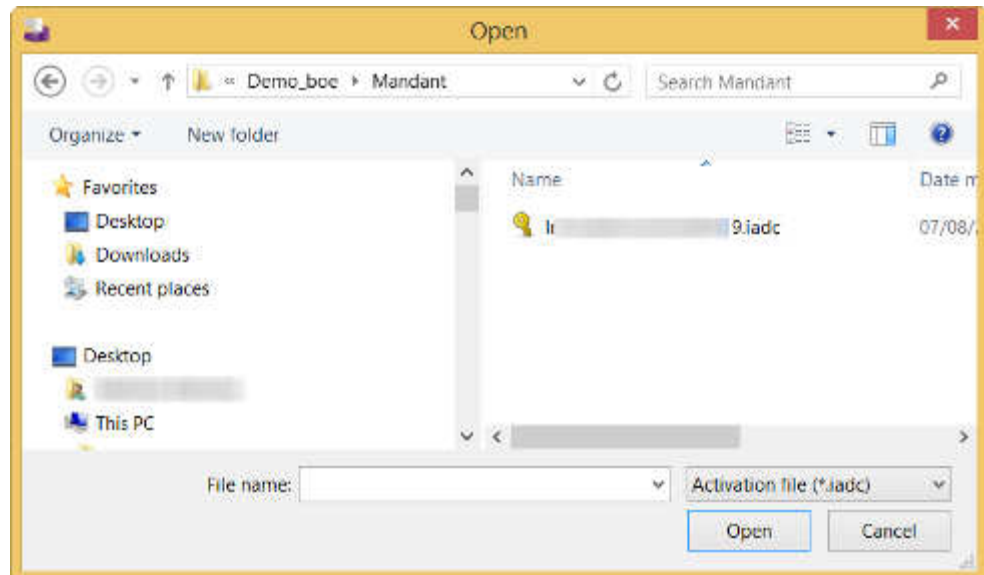 Open
« Demo_boe ▸ Mandant
Search Mandant
Organize
New folder
Favorites
Desktop
Downloads
Recent places
Desktop
This PC
Name
Date m
9.iadc
07/08/
File name:
Activation file (*.iadc)
Open
Cancel